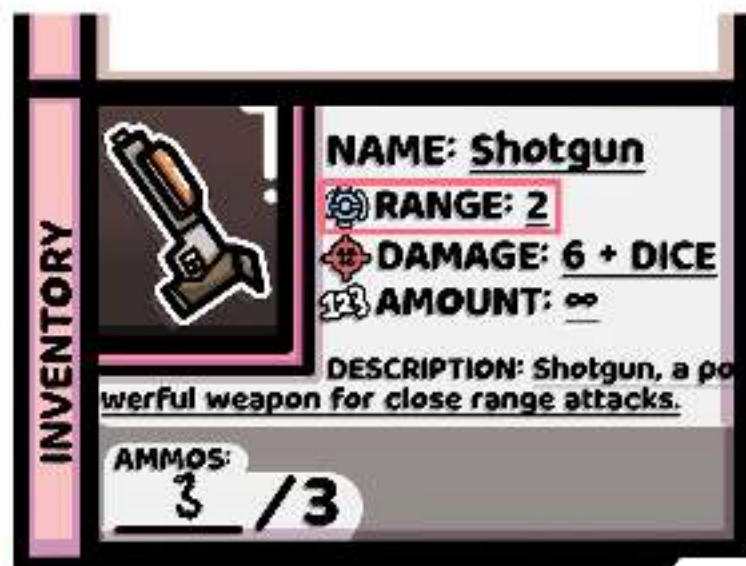 INVENTORY
NAME: Shotgun
RANGE: 2
DAMAGE: 6 + DICE
123 AMOUNT: ∞
DESCRIPTION: Shotgun, a po
werful weapon for close range attacks.
AMMOS:
3 /3